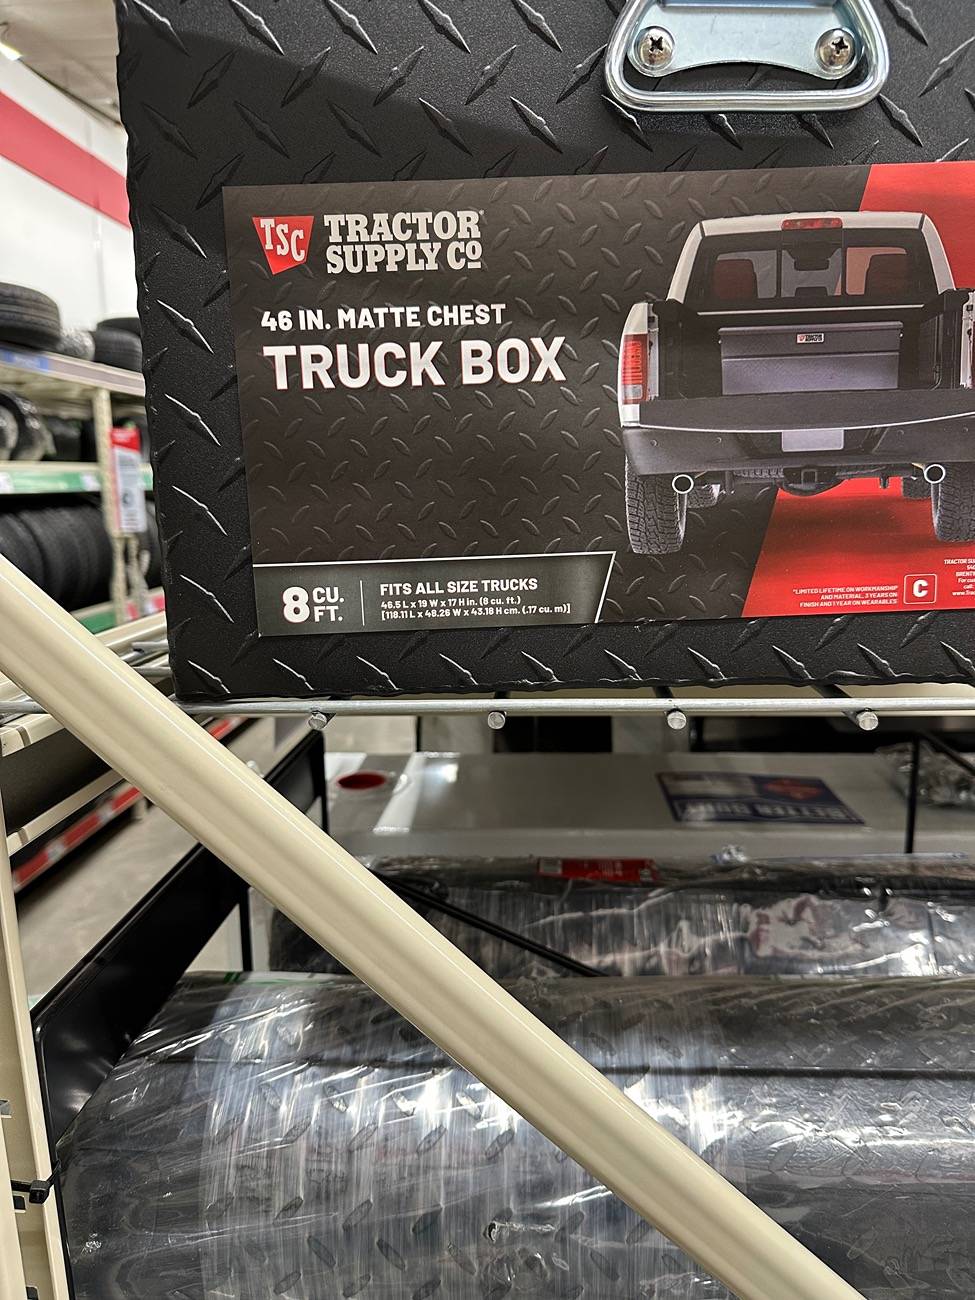 TSC TRACTOR
SUPPLY CO
46 IN. MATTE CHEST
TRUCK BOX
8 CU.
FT.
FITS ALL SIZE TRUCKS
46.5 L x 19 W x 17 H in. (8 cu. ft.)
[118.11 L x 48.26 W x 43.18 H cm. (.17 cu. m)]
*LIMITED LIFETIME ON WORKMANSHIP
AND MATERIAL, 3 YEARS ON
FINISH AND 1 YEAR ON WEARABLES
C